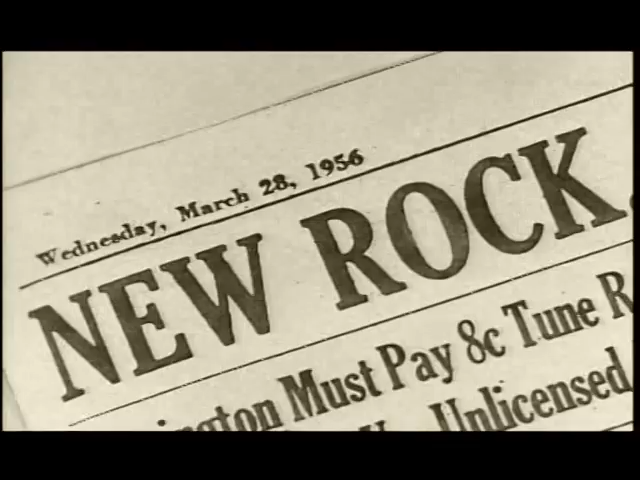 Wednesday, March 28, 1956
NEW ROCK
Must Pay 8c Tune
Unlicensed